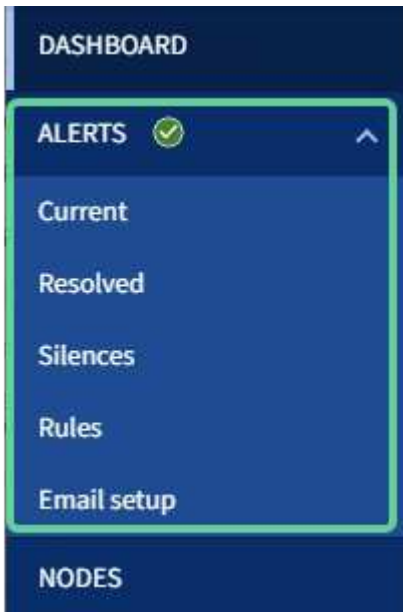 DASHBOARD
ALERTS
Current
Resolved
Silences
Rules
Email setup
NODES